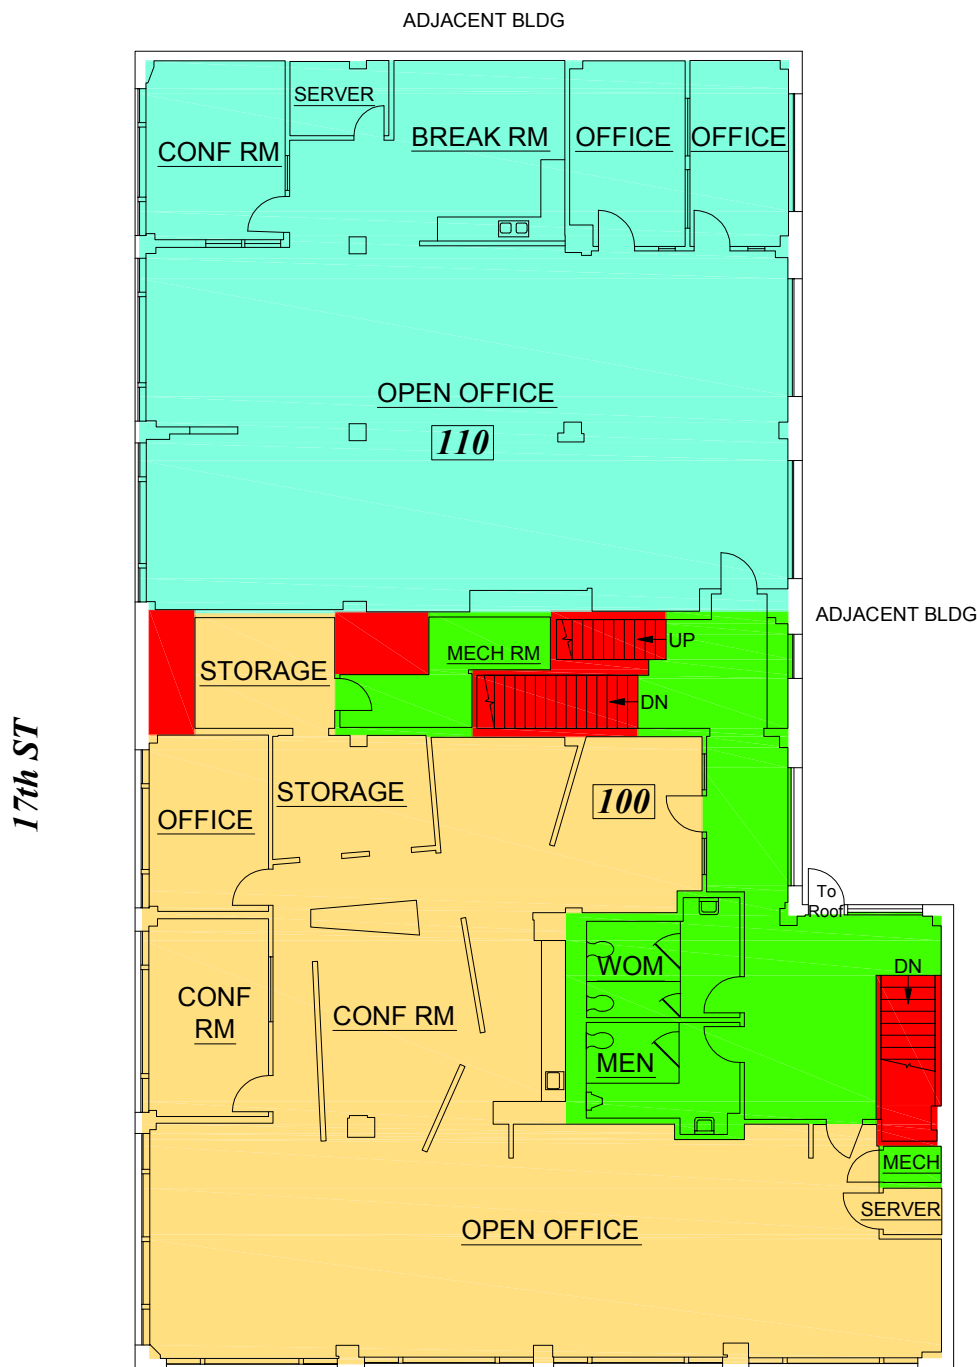 ADJACENT BLDG
SERVER
CONF RM
BREAK RM
OFFICE
OFFICE
OPEN OFFICE
110
ADJACENT BLDG
STORAGE
MECH RM
UP
DN
17th ST
STORAGE
OFFICE
100
To
Roof
WOM
DN
CONF
RM
CONF RM
MEN
MECH
SERVER
OPEN OFFICE